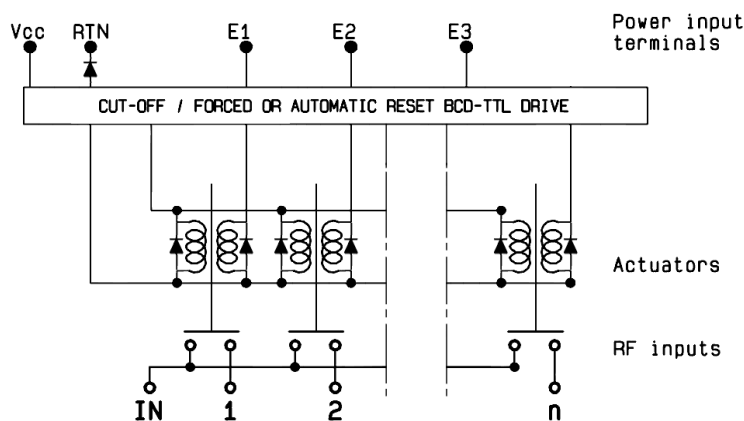 Vcc RTN E1 E2 E3 Power input
terminals
CUT-OFF / FORCED OR AUTOMATIC RESET BCD-TTL DRIVE
Actuators
RF inputs
IN 1 2 n